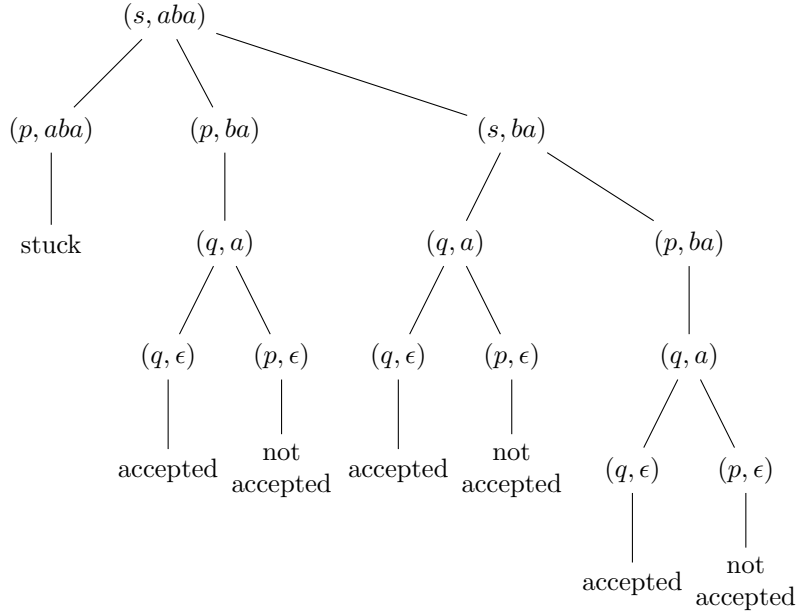 (s, aba)
(p, aba)
(p, ba)
(s, ba)
stuck
(q, a)
(q, a)
(p, ba)
(q, ϵ)
(p, ϵ)
(q, ϵ)
(p, ϵ)
(q, a)
accepted
not
accepted
accepted
not
accepted
(q, ϵ)
(p, ϵ)
accepted
not
accepted